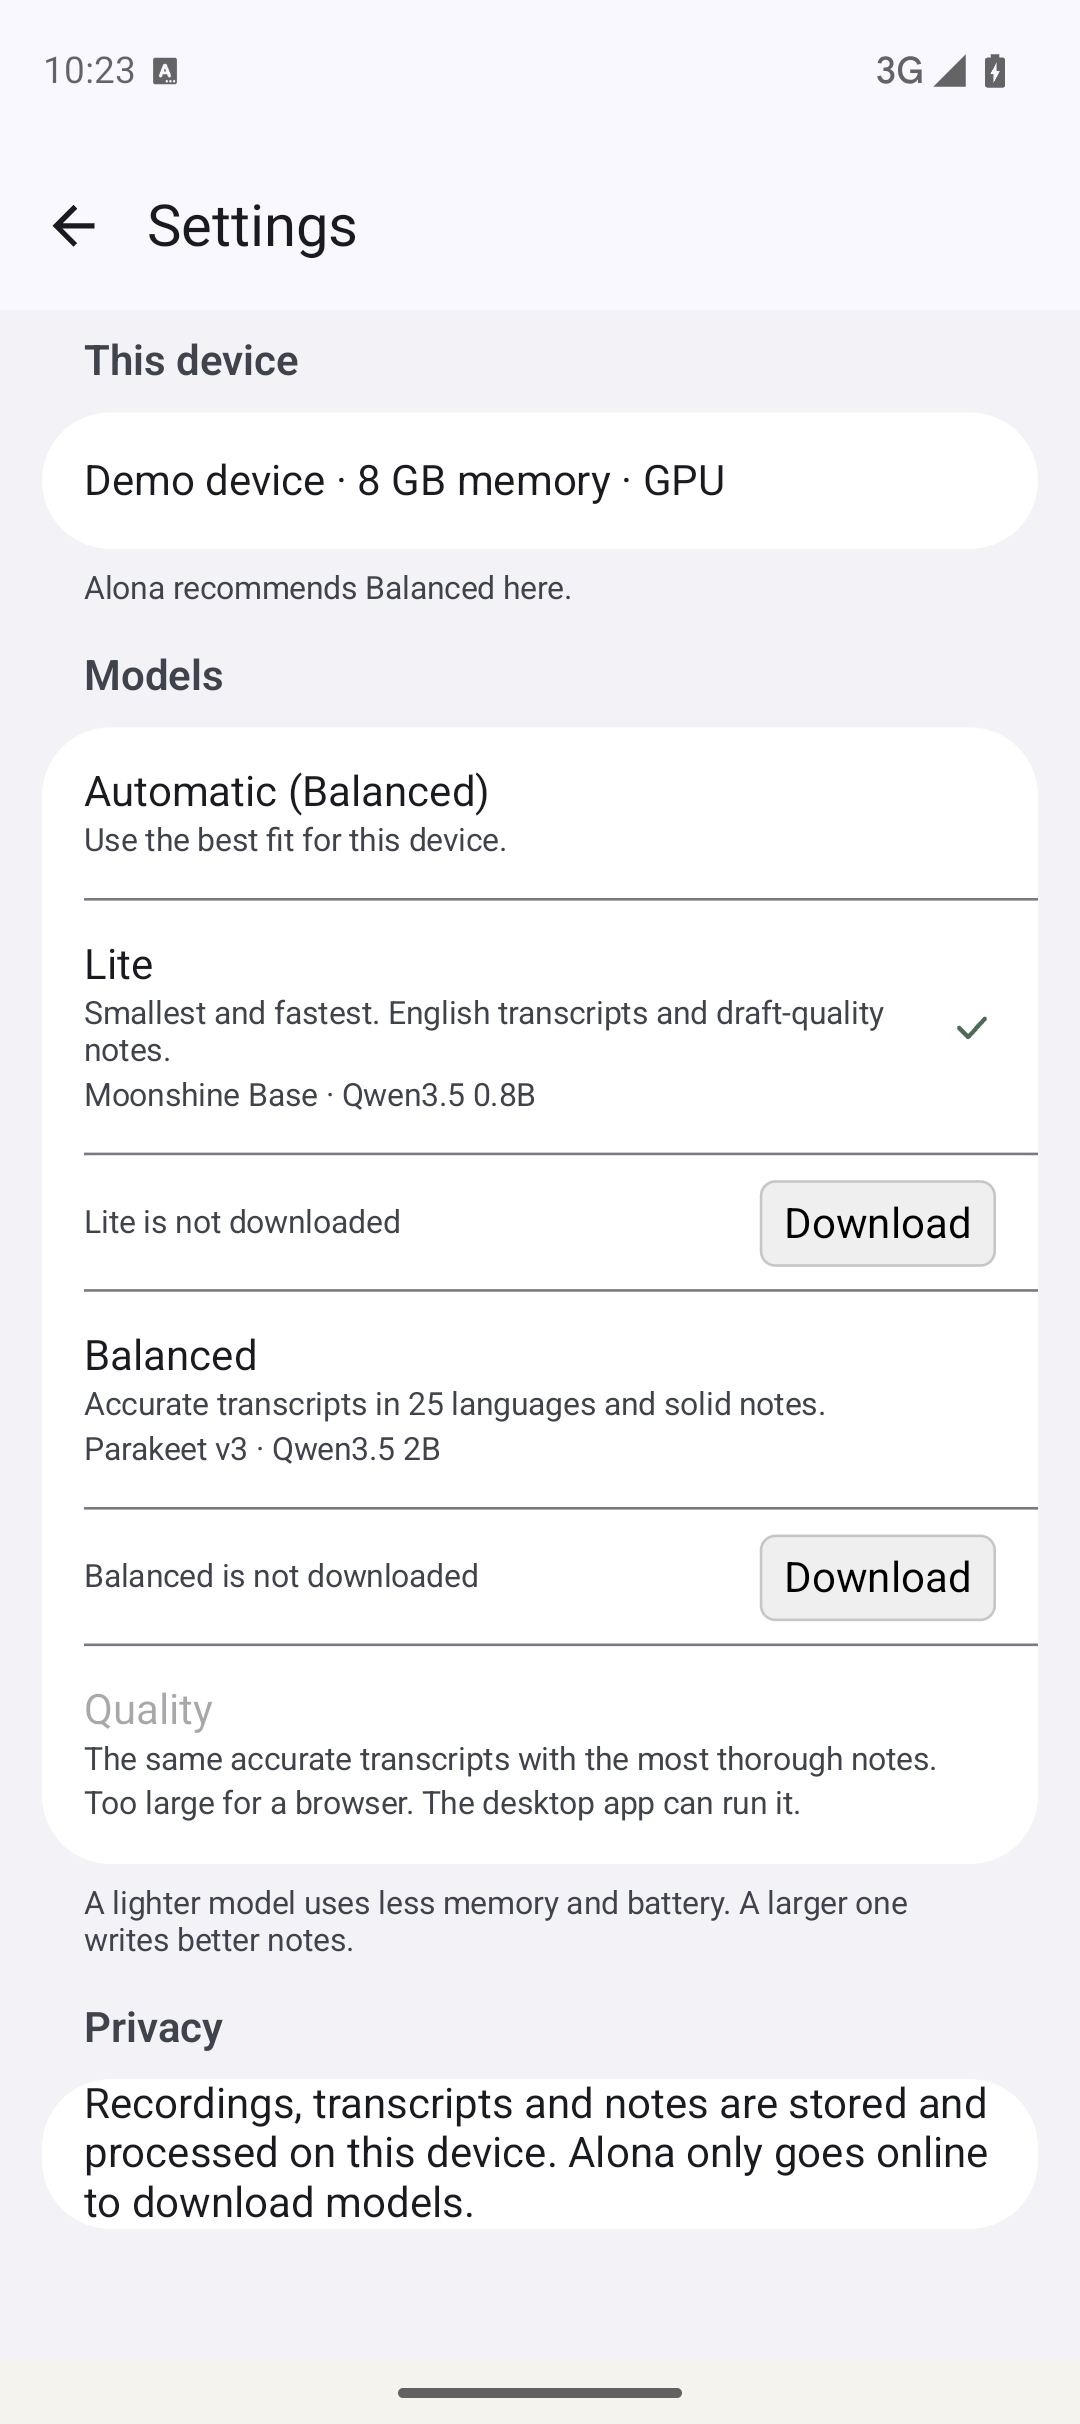 10:23
3G
Settings
This device
Demo device · 8 GB memory · GPU
Alona recommends Balanced here.
Models
Automatic (Balanced)
Use the best fit for this device.
Lite
Smallest and fastest. English transcripts and draft-quality
notes.
Moonshine Base · Qwen3.5 0.8B
Lite is not downloaded
Download
Balanced
Accurate transcripts in 25 languages and solid notes.
Parakeet v3 · Qwen3.5 2B
Balanced is not downloaded
Download
Quality
The same accurate transcripts with the most thorough notes.
Too large for a browser. The desktop app can run it.
A lighter model uses less memory and battery. A larger one
writes better notes.
Privacy
Recordings, transcripts and notes are stored and
processed on this device. Alona only goes online
to download models.